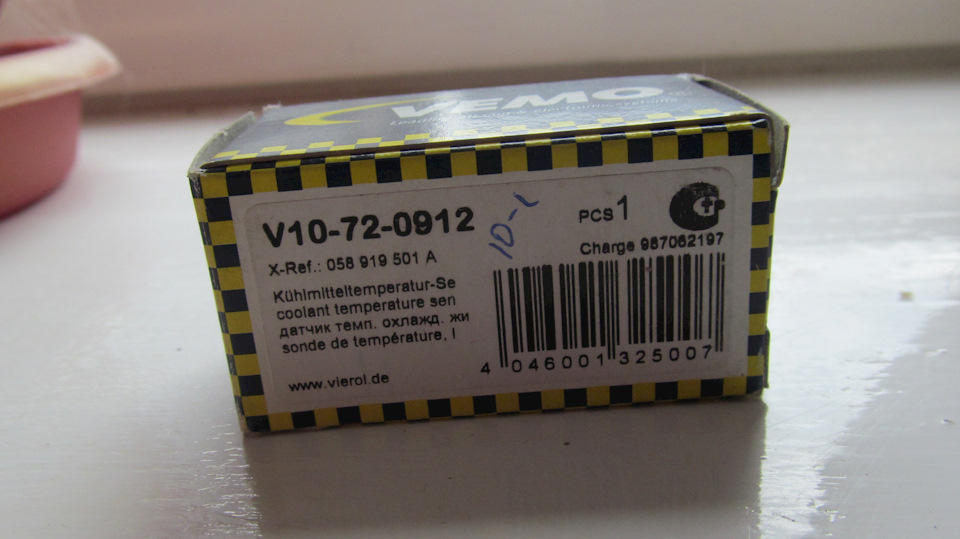 VEMO
V10-72-0912
X-Ref.: 058 919 501 A
Kühlmitteltemperatur-Se
coolant temperature sen
датчик темп. охлажд. жи
sonde de température, l
www.vierol.de
PCS 1
Charge 987062197
4 046001 325007